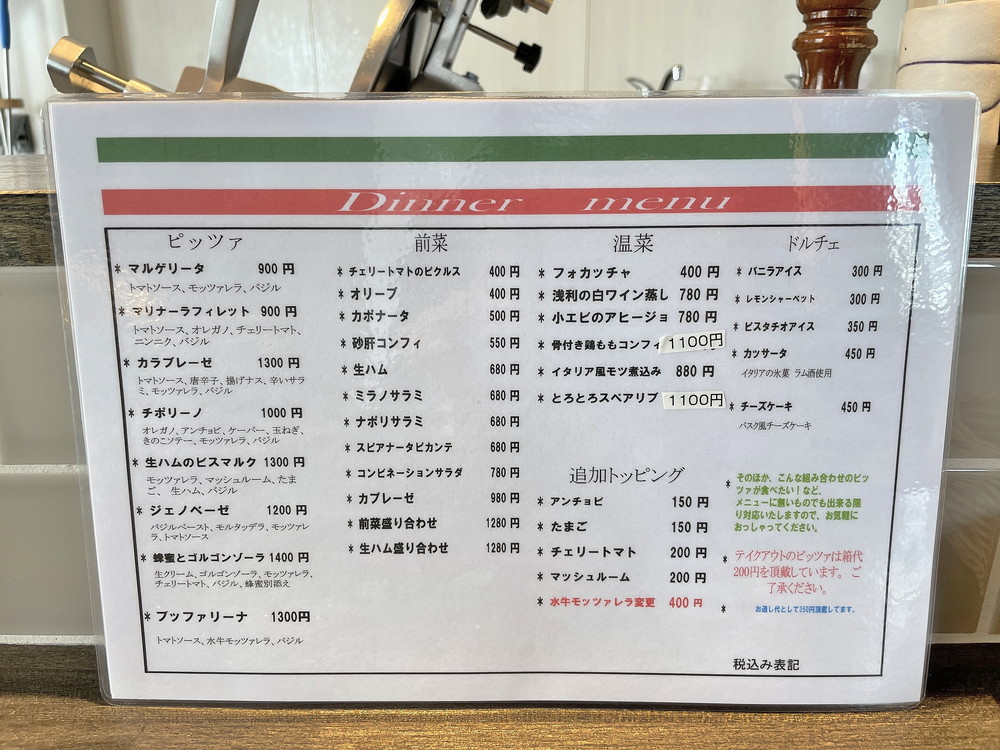 Dinner menu
ピッツァ
* マルゲリータ 900 円
トマトソース、モッツァレラ、バジル
* マリナーラフィレット 900 円
トマトソース、オレガノ、チェリートマト、
ニンニク、バジル
* カラブレーゼ 1300 円
トマトソース、唐辛子、揚げナス、辛いサラ
ミ、モッツァレラ、バジル
* チポリーノ 1000 円
オレガノ、アンチョビ、ケーパー、玉ねぎ、
きのこソテー、モッツァレラ、バジル
* 生ハムのビスマルク 1300 円
モッツァレラ、マッシュルーム、たま
ご、 生ハム、バジル
* ジェノベーゼ 1200 円
バジルペースト、モルタッデラ、モッツァレ
ラ、トマトソース
* 蜂蜜とゴルゴンゾーラ 1400 円
生クリーム、ゴルゴンゾーラ、モッツァレラ、
チェリートマト、バジル、蜂蜜別添え
* ブッファリーナ 1300円
トマトソース、水牛モッツァレラ、バジル
前菜
* チェリートマトのピクルス 400 円
* オリーブ 400 円
* カポナータ 500 円
* 砂肝コンフィ 550 円
* 生ハム 680 円
* ミラノサラミ 680 円
* ナポリサラミ 680 円
* スピアナータピカンテ 680 円
* コンビネーションサラダ 780 円
* カプレーゼ 980 円
* 前菜盛り合わせ 1280 円
* 生ハム盛り合わせ 1280 円
温菜
* フォカッチャ 400 円
* 浅利の白ワイン蒸し 780 円
* 小エビのアヒージョ 780 円
* 骨付き鶏ももコンフィ 1100円
* イタリア風モツ煮込み 880 円
* とろとろスペアリブ 1100円
追加トッピング
* アンチョビ 150 円
* たまご 150 円
* チェリートマト 200 円
* マッシュルーム 200 円
* 水牛モッツァレラ変更 400 円
ドルチェ
* バニラアイス 300 円
* レモンシャーベット 300 円
* ピスタチオアイス 350 円
* カッサータ 450 円
イタリアの氷菓 ラム酒使用
* チーズケーキ 450 円
バスク風チーズケーキ
* そのほか、こんな組み合わせのピッ
ツァが食べたい！など、
メニューに無いものでも出来る限
り対応いたしますので、お気軽に
おっしゃってください。
* テイクアウトのピッツァは箱代
200円を頂戴しています。ご
了承ください。
* お通し代として350円頂戴してます。
税込み表記